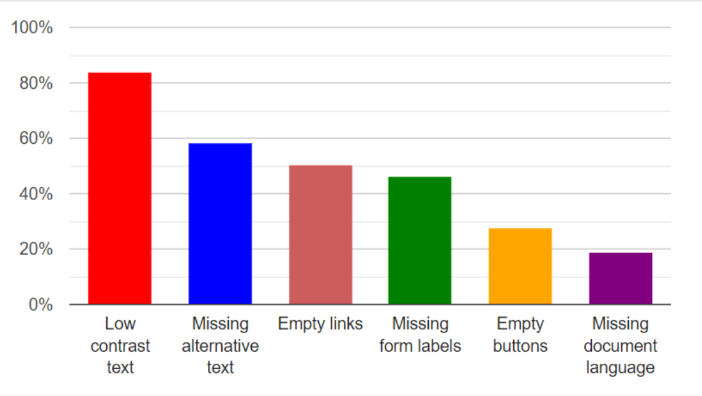 100%
80%
60%
40%
20%
0%
Low
contrast
text
Missing
alternative
text
Empty links
Missing
form labels
Empty
buttons
Missing
document
language